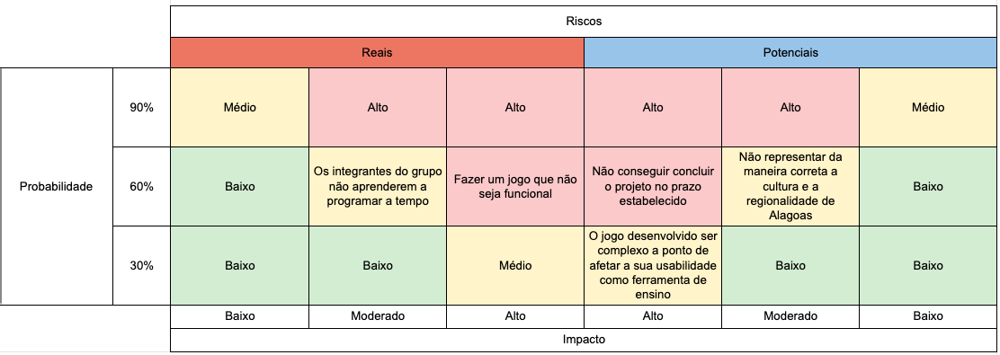 Riscos
Reais
Potenciais
Probabilidade
90%
Médio
Alto
Alto
Alto
Alto
Médio
60%
Baixo
Os integrantes do grupo
não aprenderem a
programar a tempo
Fazer um jogo que não
seja funcional
Não conseguir concluir
o projeto no prazo
estabelecido
Não representar da
maneira correta a
cultura e a
regionalidade de
Alagoas
Baixo
30%
Baixo
Baixo
Médio
O jogo desenvolvido ser
complexo a ponto de
afetar a sua usabilidade
como ferramenta de
ensino
Baixo
Baixo
Baixo
Moderado
Alto
Alto
Moderado
Baixo
Impacto